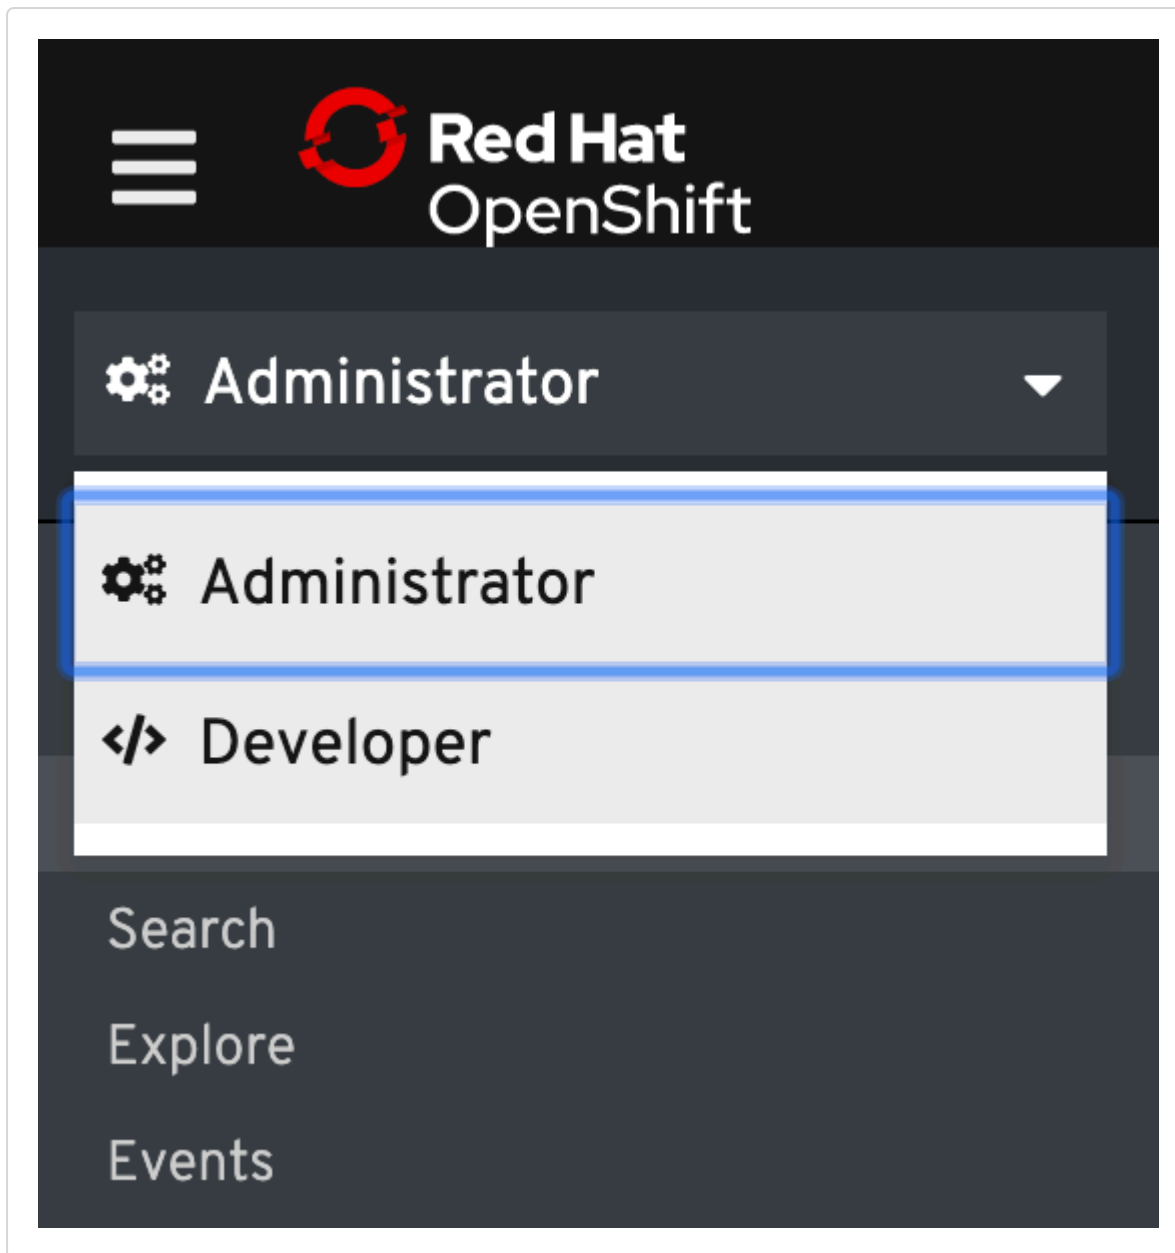 Red Hat
OpenShift
Administrator
Administrator
Developer
Search
Explore
Events